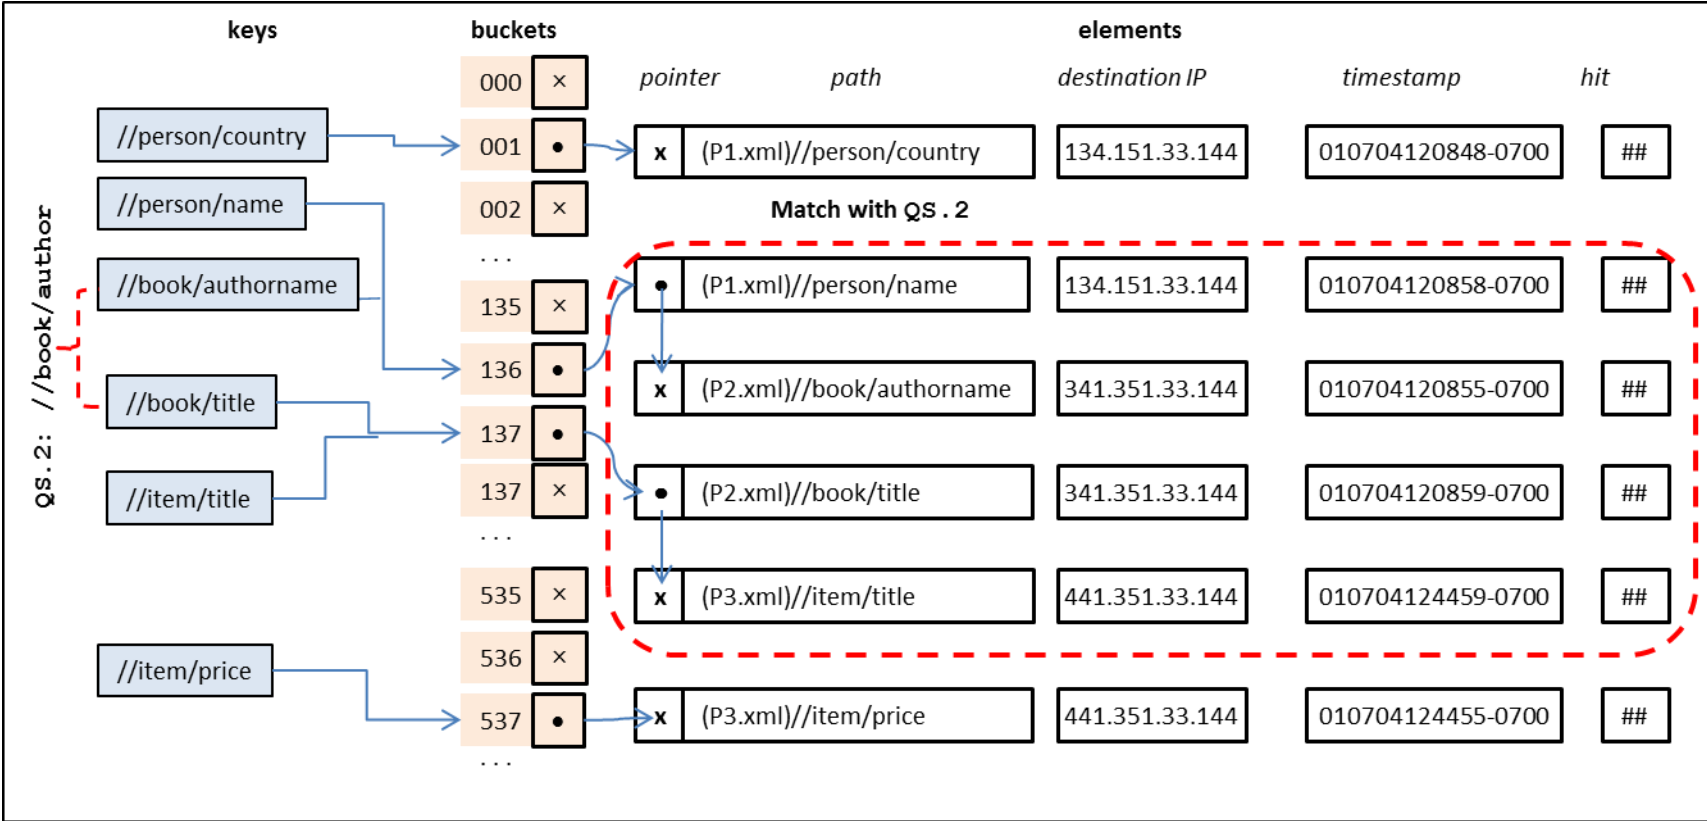 keys buckets elements
pointer path destination IP timestamp hit
000 ×
//person/country 001 • x (P1.xml)//person/country 134.151.33.144 010704120848-0700 ##
//person/name 002 × Match with QS.2
...
//book/authorname 135 × • (P1.xml)//person/name 134.151.33.144 010704120858-0700 ##
QS.2: //book/author
136 • x (P2.xml)//book/authorname 341.351.33.144 010704120855-0700 ##
//book/title 137 •
//item/title 137 × • (P2.xml)//book/title 341.351.33.144 010704120859-0700 ##
...
535 × x (P3.xml)//item/title 441.351.33.144 010704124459-0700 ##
//item/price 536 ×
537 • x (P3.xml)//item/price 441.351.33.144 010704124455-0700 ##
...